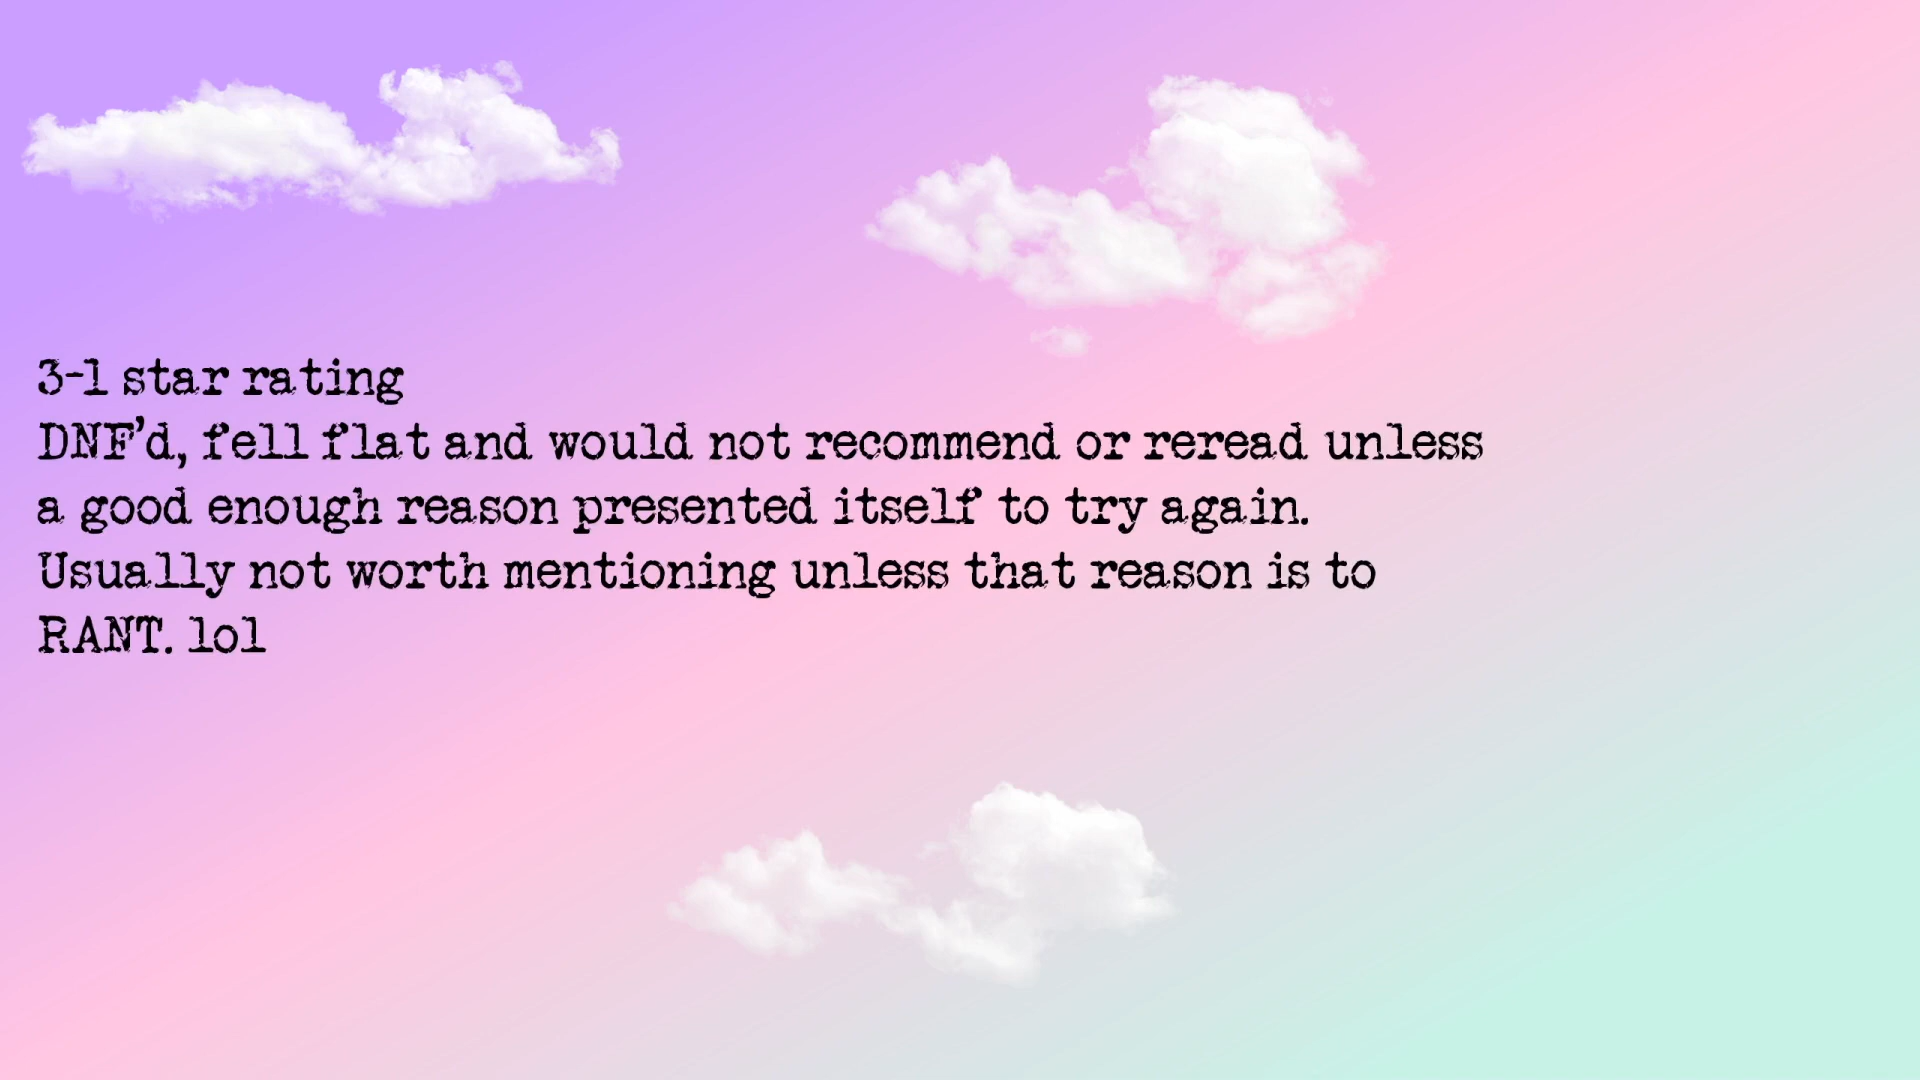 3-1 star rating
DNF'd, fell flat and would not recommend or reread unless
a good enough reason presented itself to try again.
Usually not worth mentioning unless that reason is to
RANT. lol